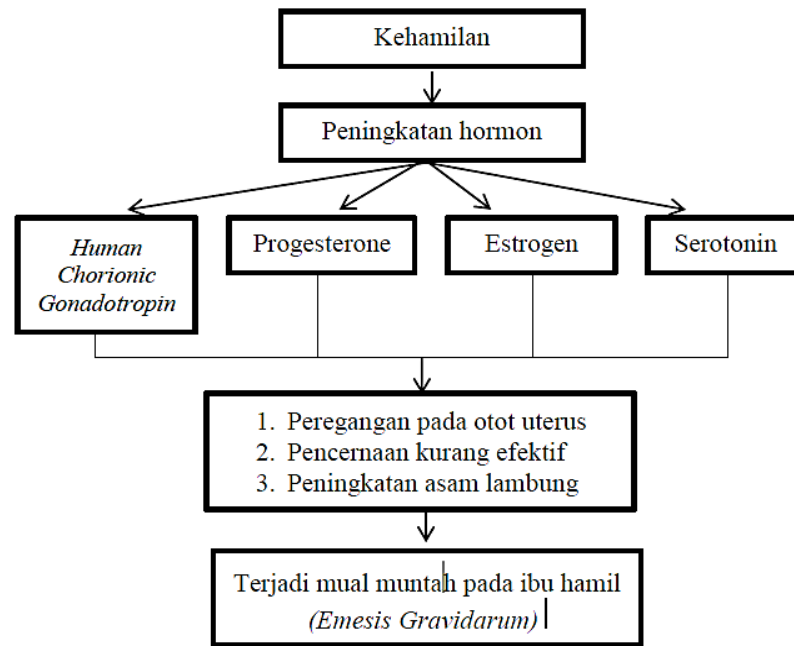 Kehamilan
Peningkatan hormon
Human
Chorionic
Gonadotropin
Progesterone
Estrogen
Serotonin
1. Peregangan pada otot uterus
2. Pencernaan kurang efektif
3. Peningkatan asam lambung
Terjadi mual muntah pada ibu hamil
(Emesis Gravidarum)